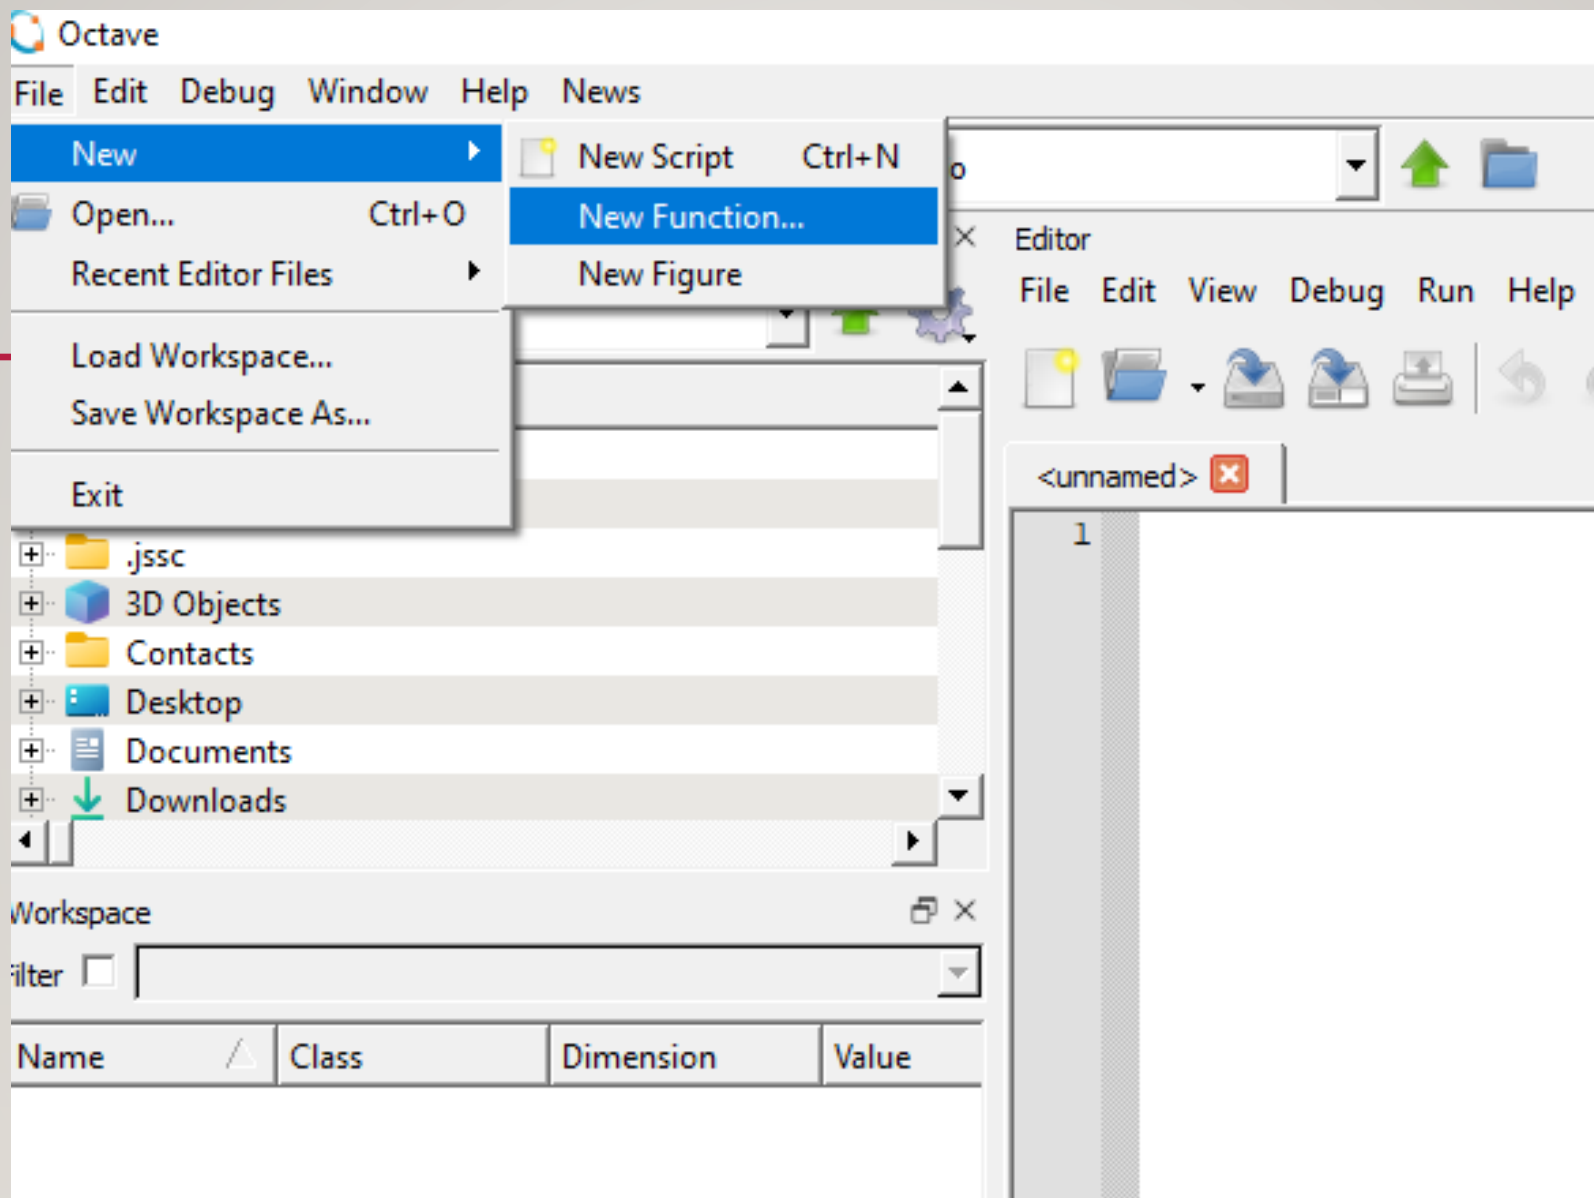 Octave
File Edit Debug Window Help News
New
Open... Ctrl+O
Recent Editor Files
Load Workspace...
Save Workspace As...
Exit
New Script Ctrl+N
New Function...
New Figure
o
.jssc
3D Objects
Contacts
Desktop
Documents
Downloads
Workspace
Filter
Name Class Dimension Value
Editor
File Edit View Debug Run Help
<unnamed>
1